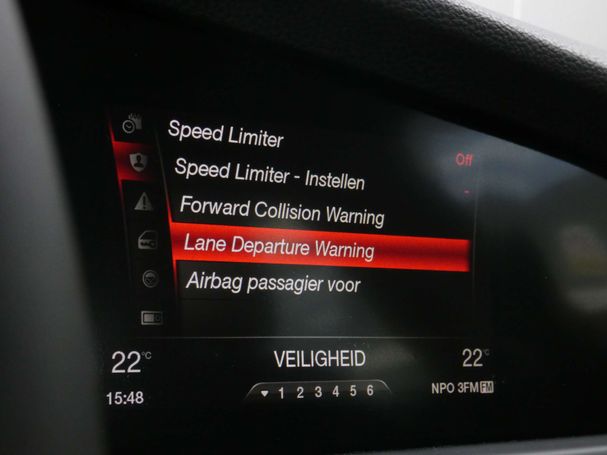 Speed Limiter
Off
Speed Limiter - Instellen
-
Forward Collision Warning
Lane Departure Warning
Airbag passagier voor
22°C VEILIGHEID 22°C
1 2 3 4 5 6
15:48 NPO 3FM FM